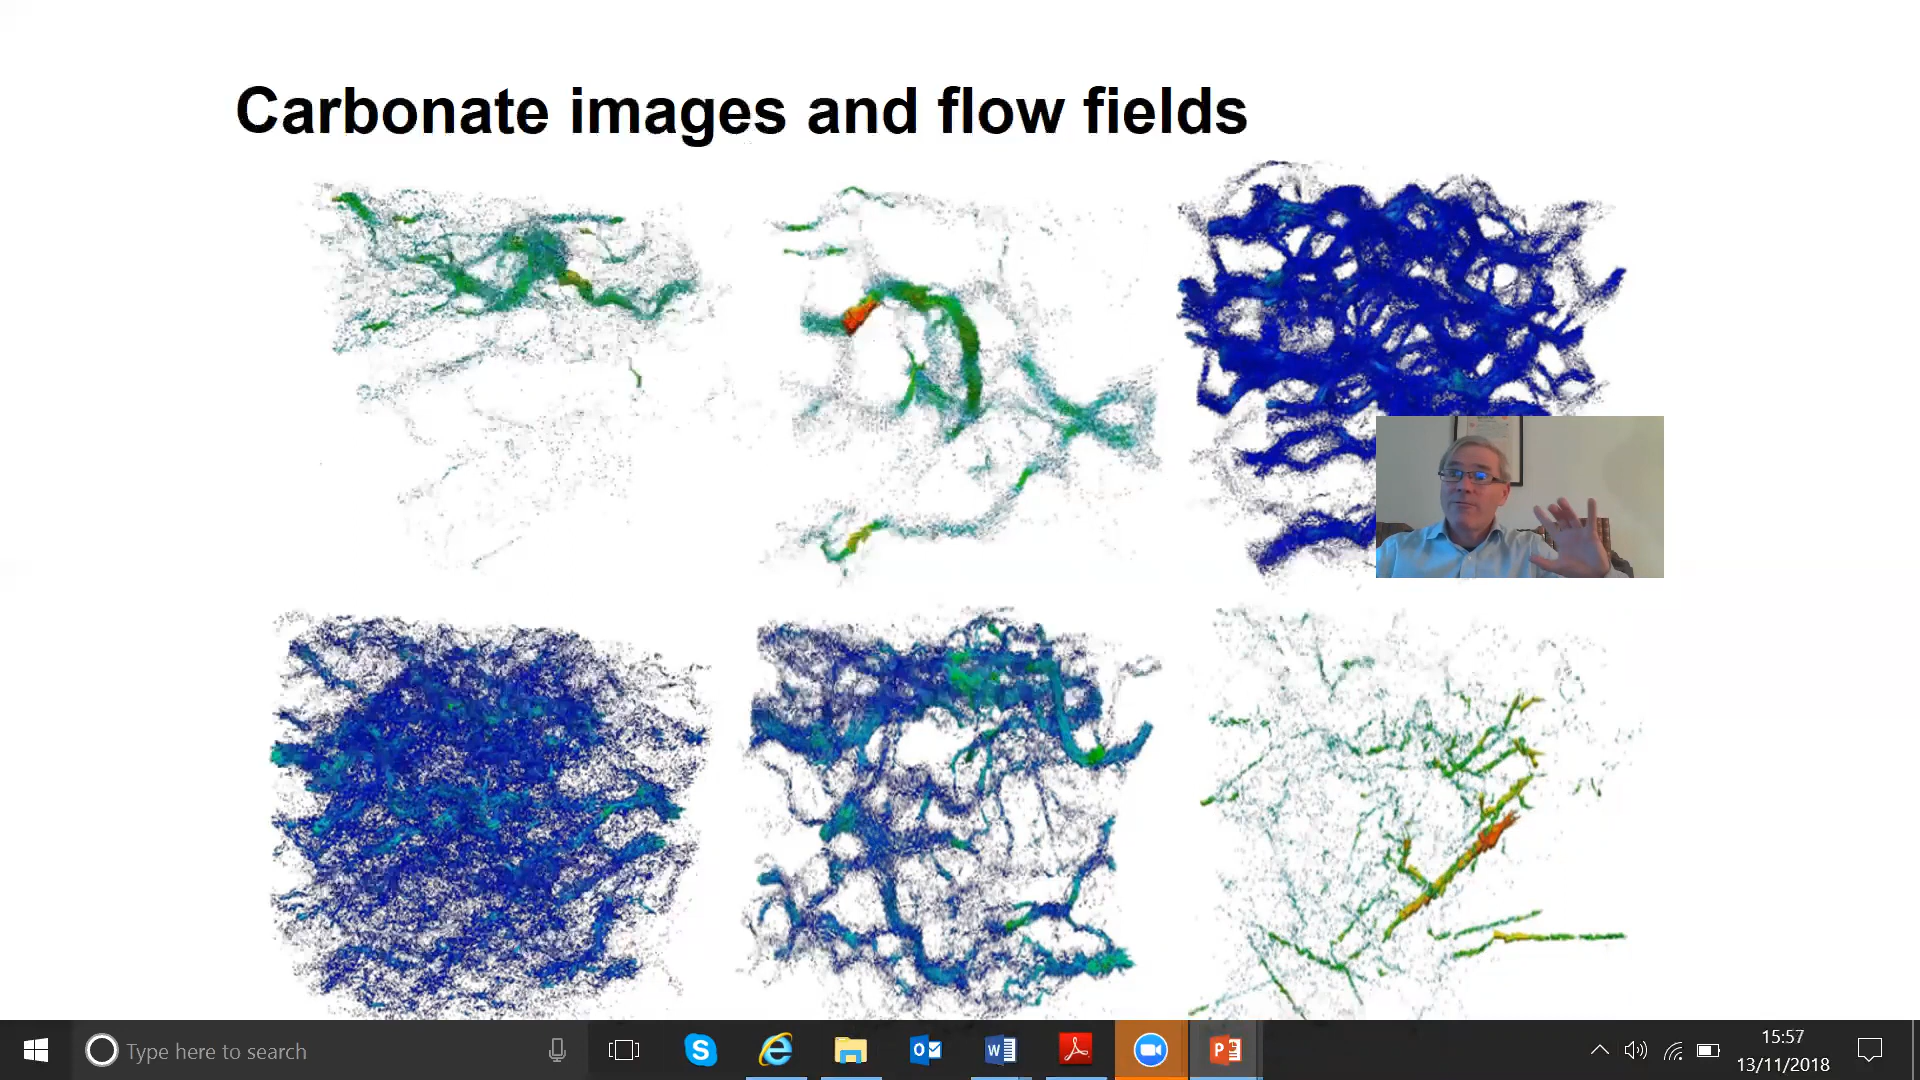 Carbonate images and flow fields
Type here to search
15:57
13/11/2018